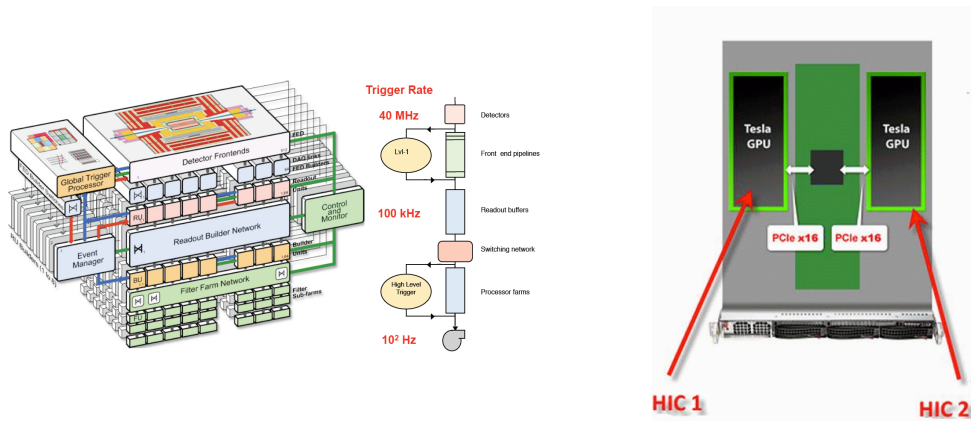 Global Trigger
Processor
Detector Frontends
FED
DAQ links
FED Builders
Readout
Units
RU
Control
and
Monitor
Event
Manager
Readout Builder Network
Builder
Units
BU
Filter Farm Network
Filter
Sub-farms
FU
Trigger Rate
40 MHz
Detectors
Lvl-1
Front end pipelines
100 kHz
Readout buffers
Switching network
High Level
Trigger
Processor farms
10² Hz
Tesla
GPU
Tesla
GPU
PCIe x16
PCIe x16
HIC 1
HIC 2